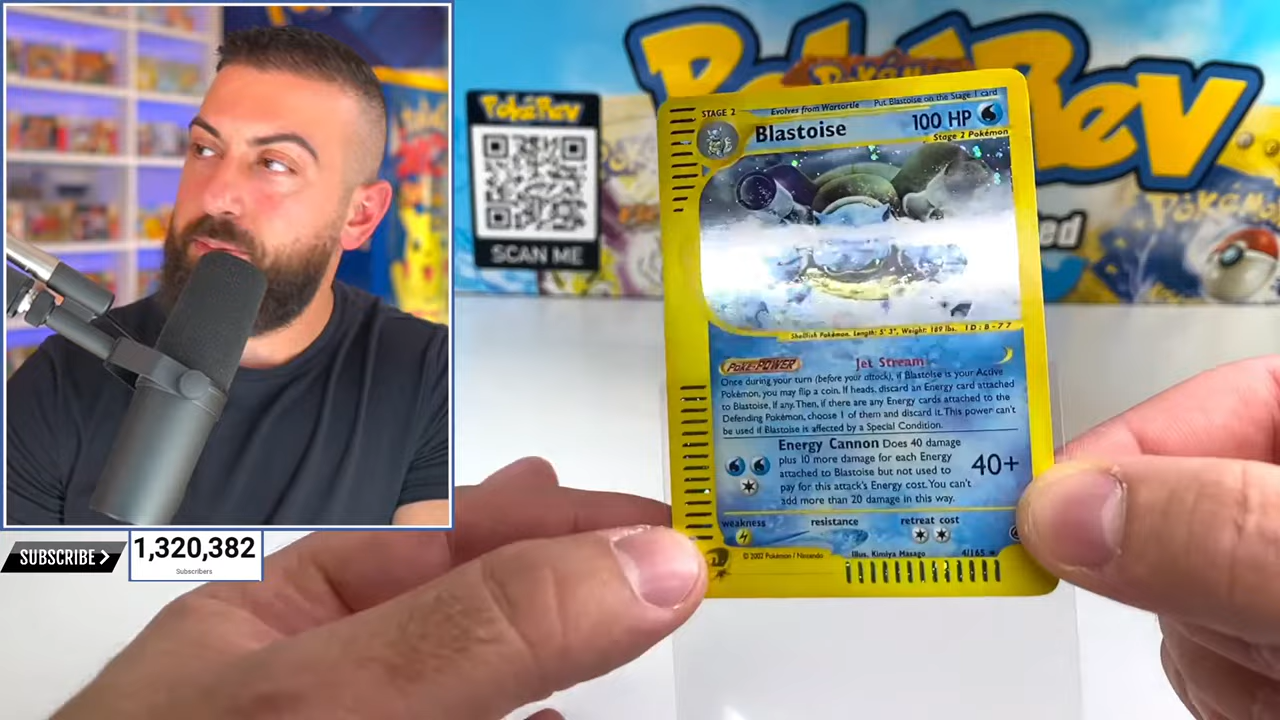 PokéRev
SCAN ME
PokéRev
STAGE 2
Evolves from Wartortle
Put Blastoise on the Stage 1 card
Blastoise
100 HP
Stage 2 Pokémon
Shellfish Pokémon. Length: 5' 3", Weight: 189 lbs. ID: B-77
POKé-POWER
Jet Stream
Once during your turn (before your attack), if Blastoise is your Active
Pokémon, you may flip a coin. If heads, discard an Energy card attached
to Blastoise, if any. Then, if there are any Energy cards attached to the
Defending Pokémon, choose 1 of them and discard it. This power can't
be used if Blastoise is affected by a Special Condition.
Energy Cannon Does 40 damage
plus 10 more damage for each Energy
attached to Blastoise but not used to
pay for this attack's Energy cost. You can't
add more than 20 damage in this way.
40+
weakness
resistance
retreat cost
© 2002 Pokémon / Nintendo
Illus. Kimiya Masago
4/165
SUBSCRIBE >
1,320,382
Subscribers